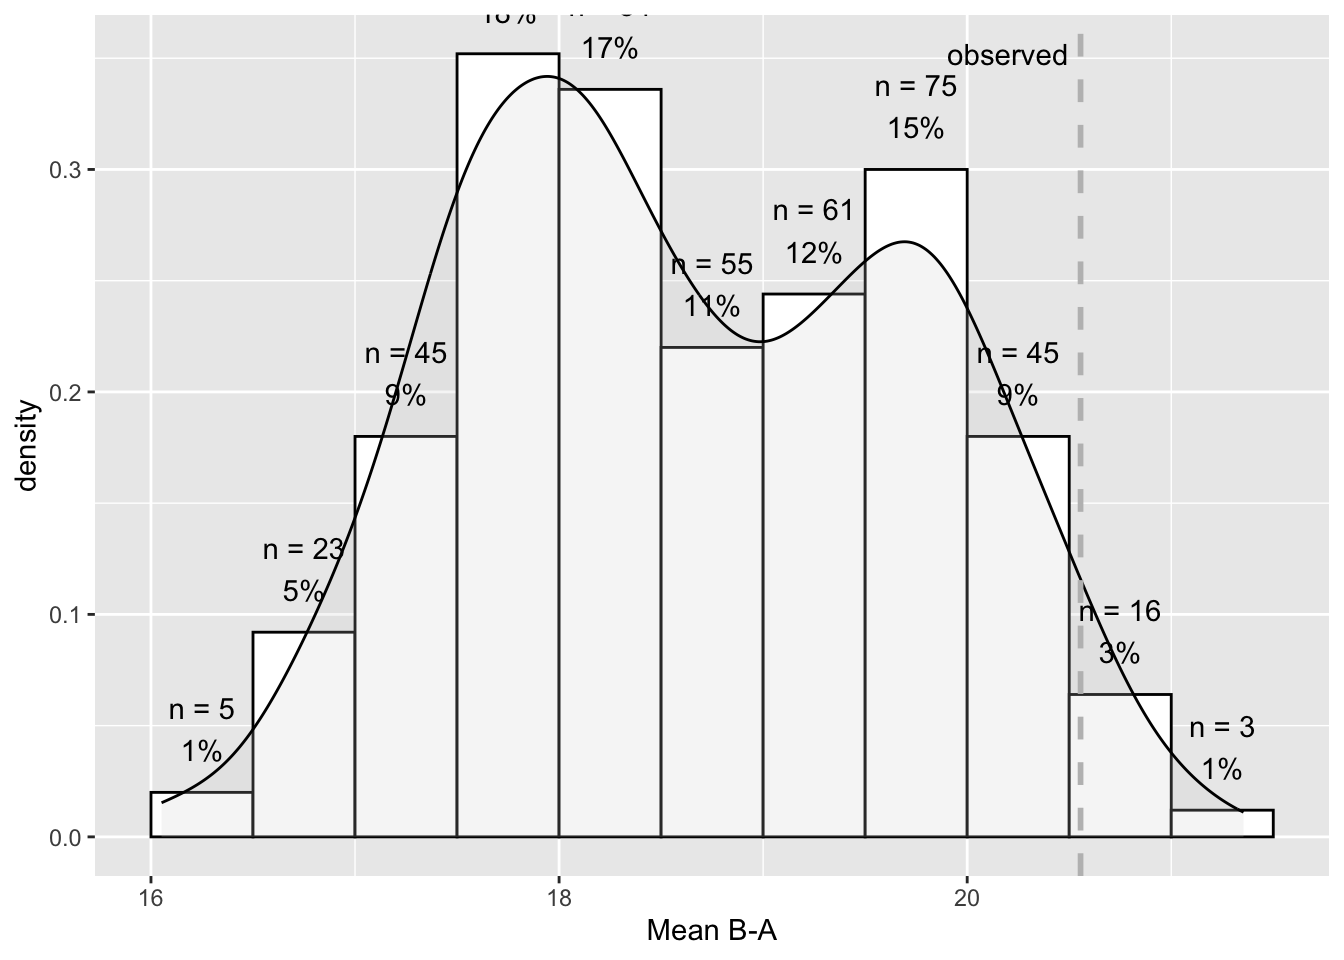 18%
17%
observed
n = 75
15%
n = 61
12%
n = 55
11%
n = 45
9%
n = 45
9%
n = 23
5%
n = 16
3%
n = 5
1%
n = 3
1%
0.3
0.2
0.1
0.0
density
16
18
20
Mean B-A